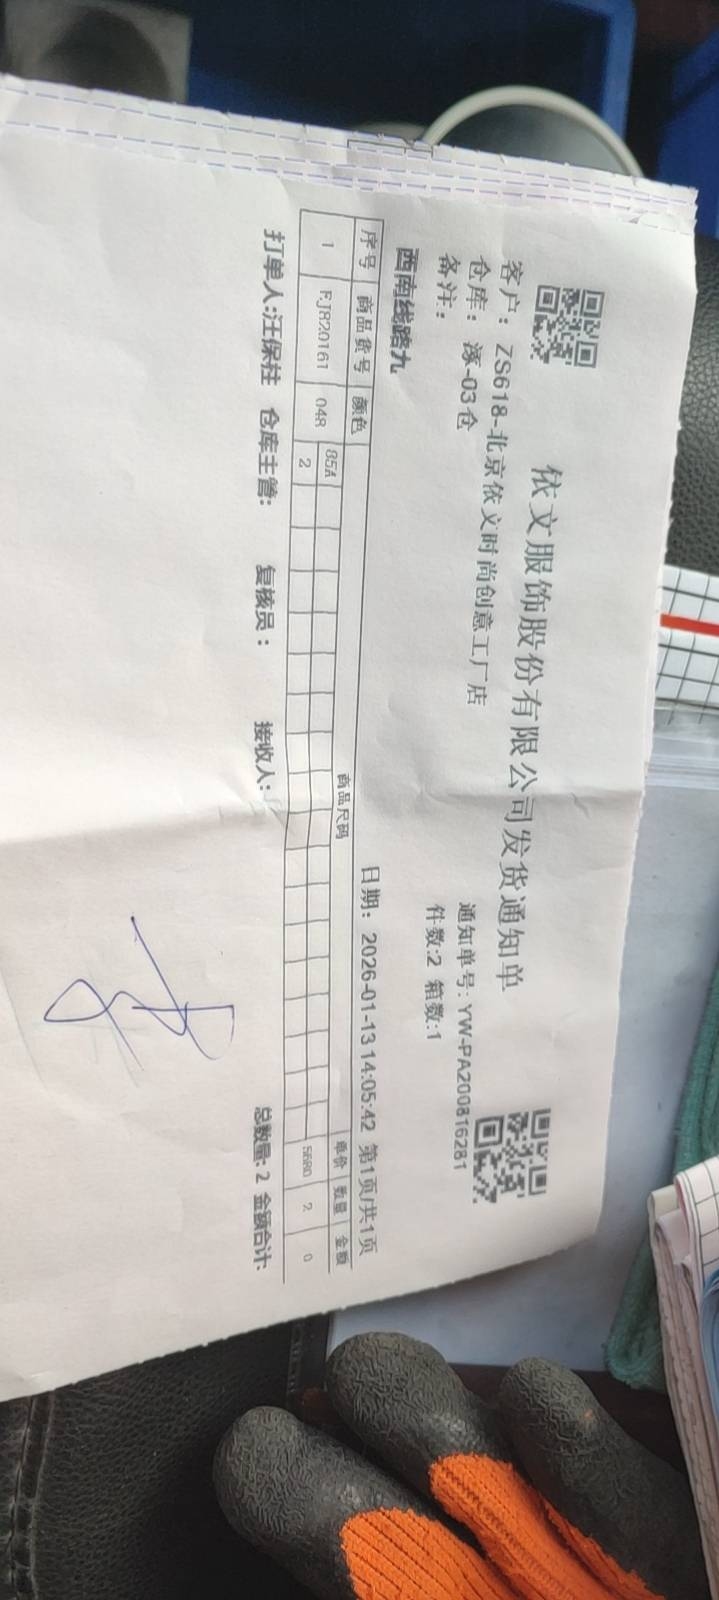 依文服饰股份有限公司发货通知单
客户：ZS618-北京依文时尚创意工厂店
通知单号：YW-PA200816281
仓库：涿-03仓
件数:2 箱数:1
备注：
西南线路九
日期：2026-01-13 14:05:42 第1页/共1页
序号 商品货号 颜色 商品尺码 单价 数量 金额
85A
1 EJ820161 048 2 5680 2 0
打单人:汪保柱 仓库主管: 复核员： 接收人: 总数量: 2 金额合计: